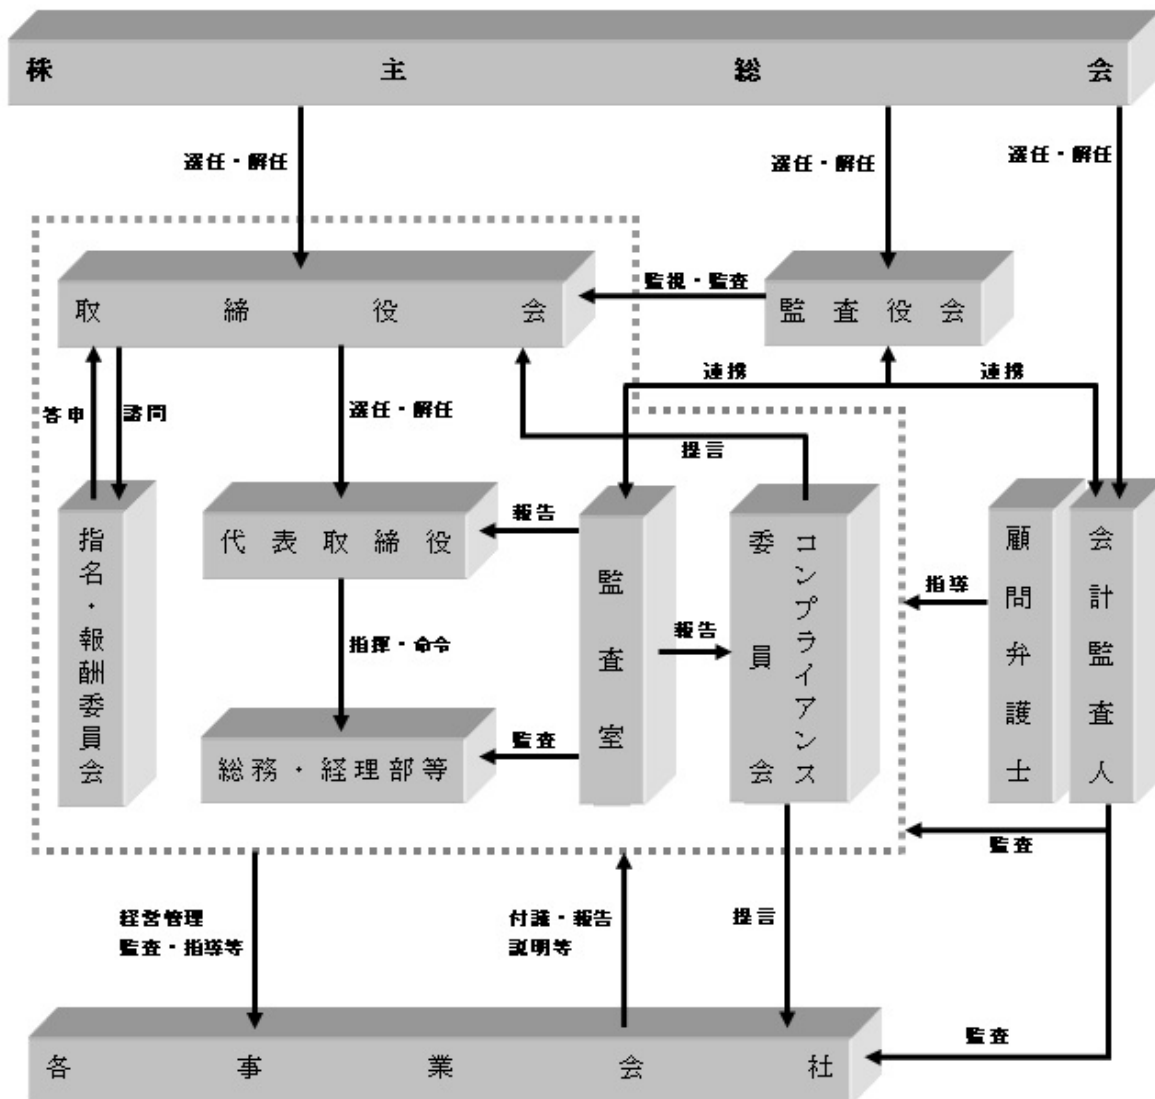 株主総会
選任・解任
選任・解任
選任・解任
取締役会
監視・監査
監査役会
答申
諮問
選任・解任
連携
連携
提言
指名・報酬委員会
代表取締役
報告
監査室
コンプライアンス
委員会
顧問弁護士
会計監査人
指導
指揮・命令
報告
総務・経理部等
監査
監査
経営管理
監査・指導等
付議・報告
説明等
提言
各事業会社
監査